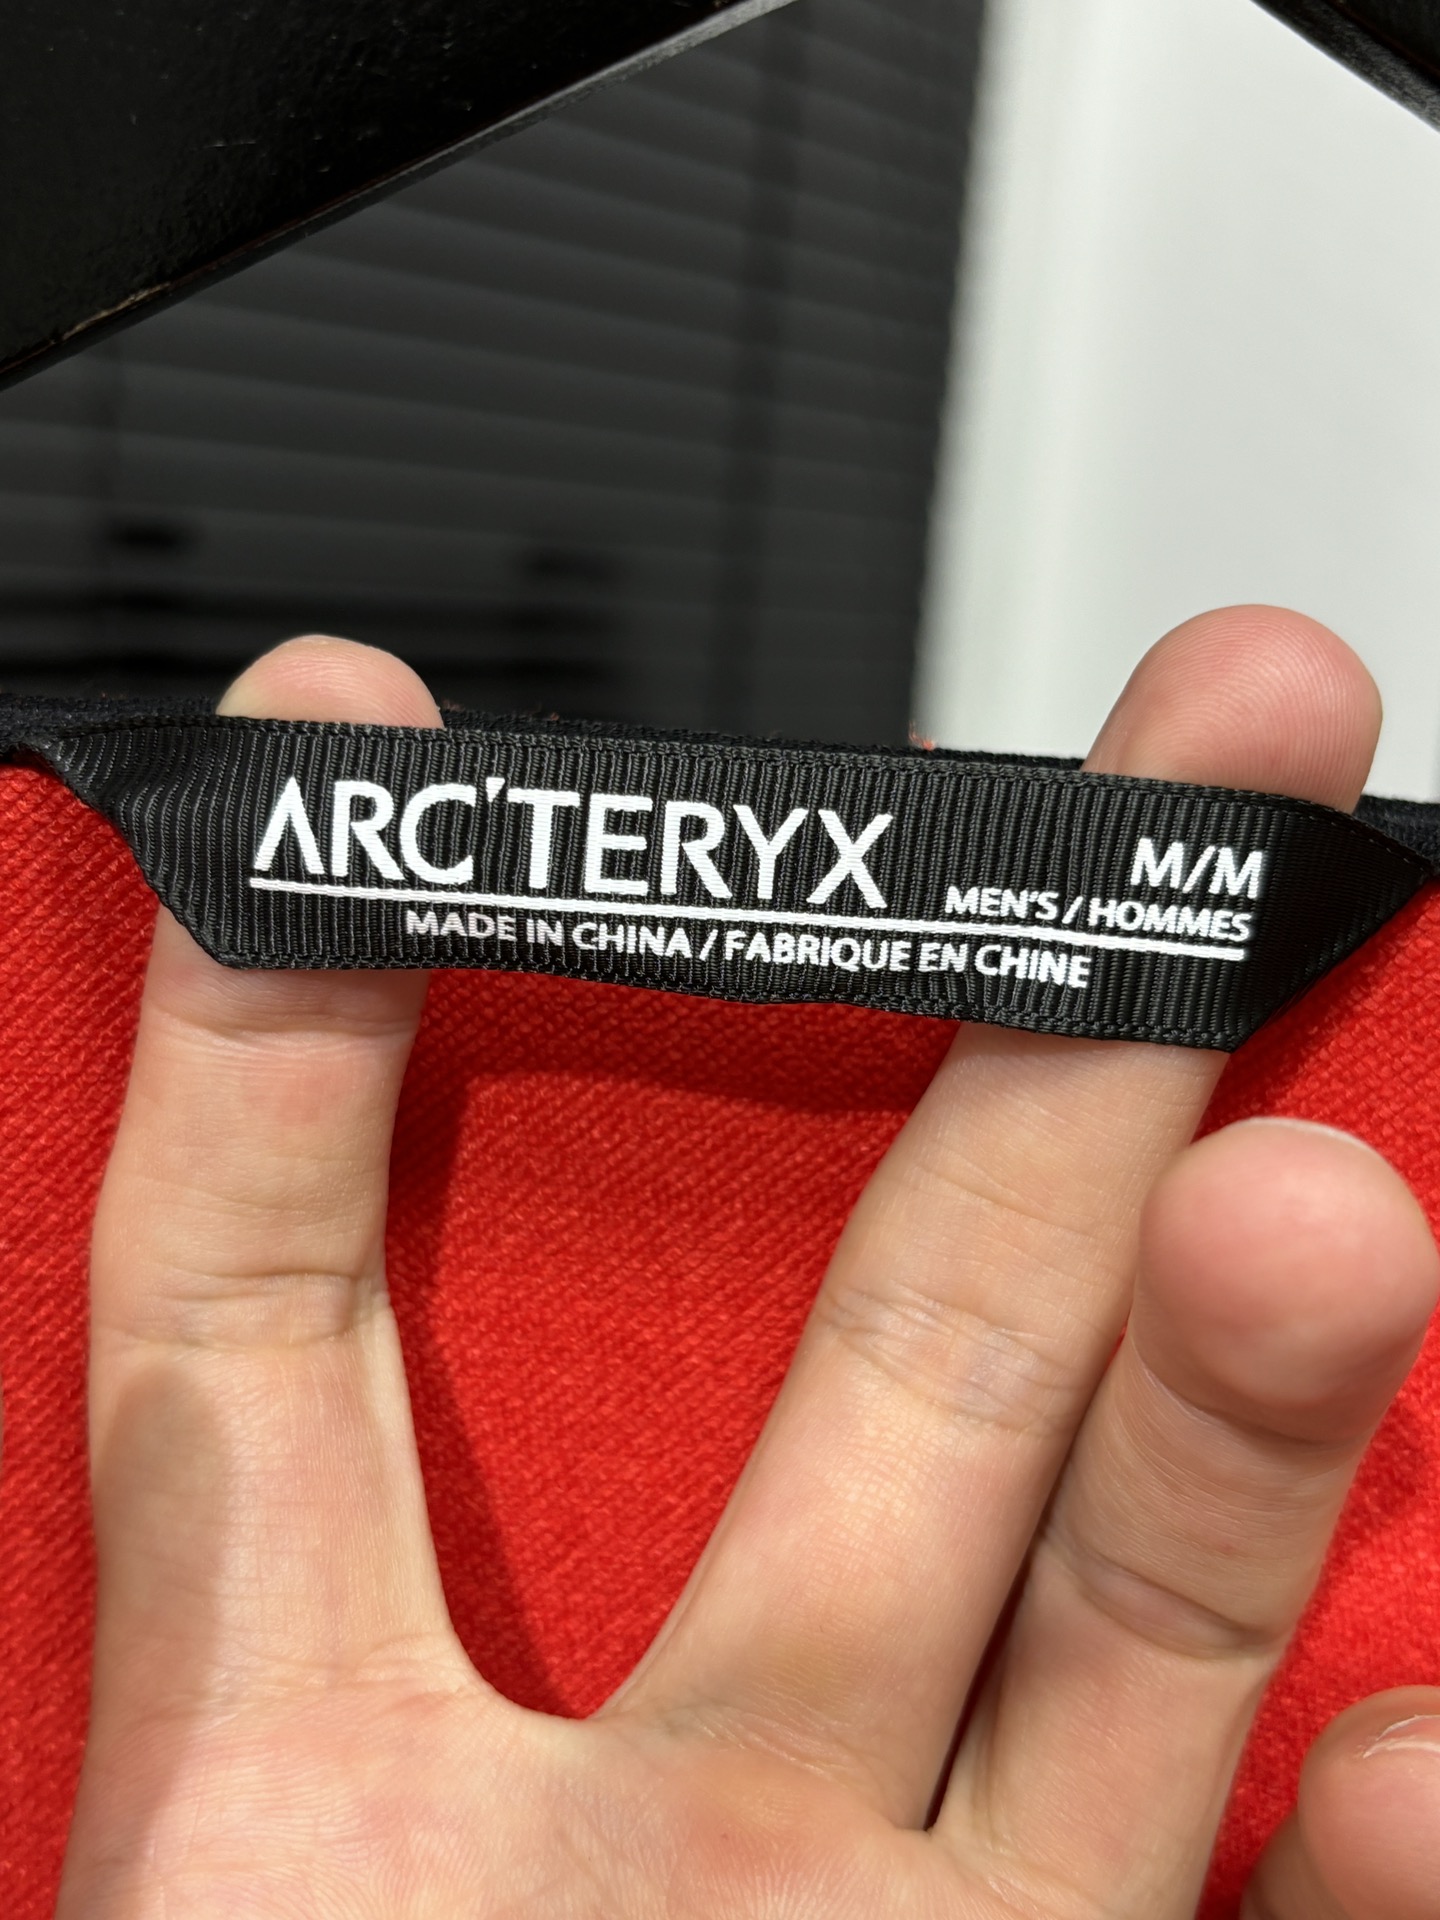 ARC'TERYX
M/M
MEN'S / HOMMES
MADE IN CHINA / FABRIQUE EN CHINE